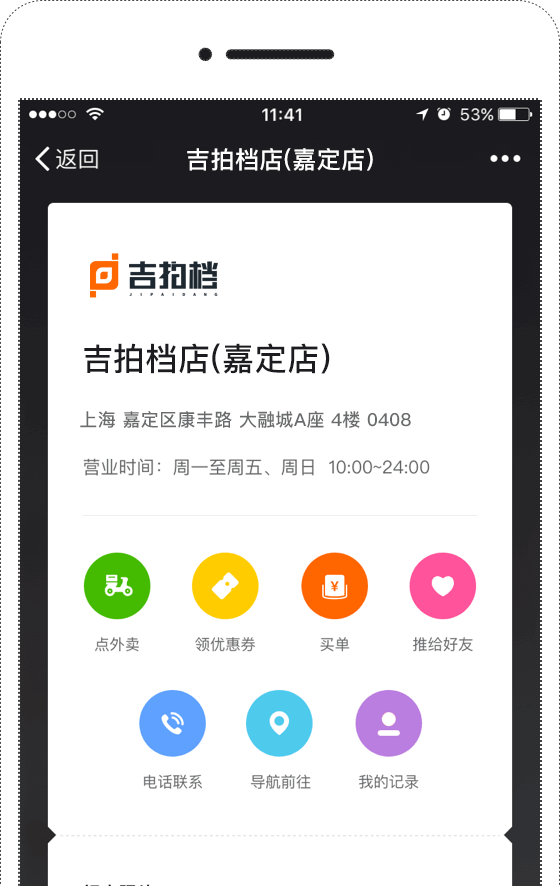 11:41
53%
返回
吉拍档店(嘉定店)
吉拍档
JIPAIDANG
吉拍档店(嘉定店)
上海 嘉定区康丰路 大融城A座 4楼 0408
营业时间：周一至周五、周日 10:00~24:00
¥
点外卖
领优惠券
买单
推给好友
电话联系
导航前往
我的记录